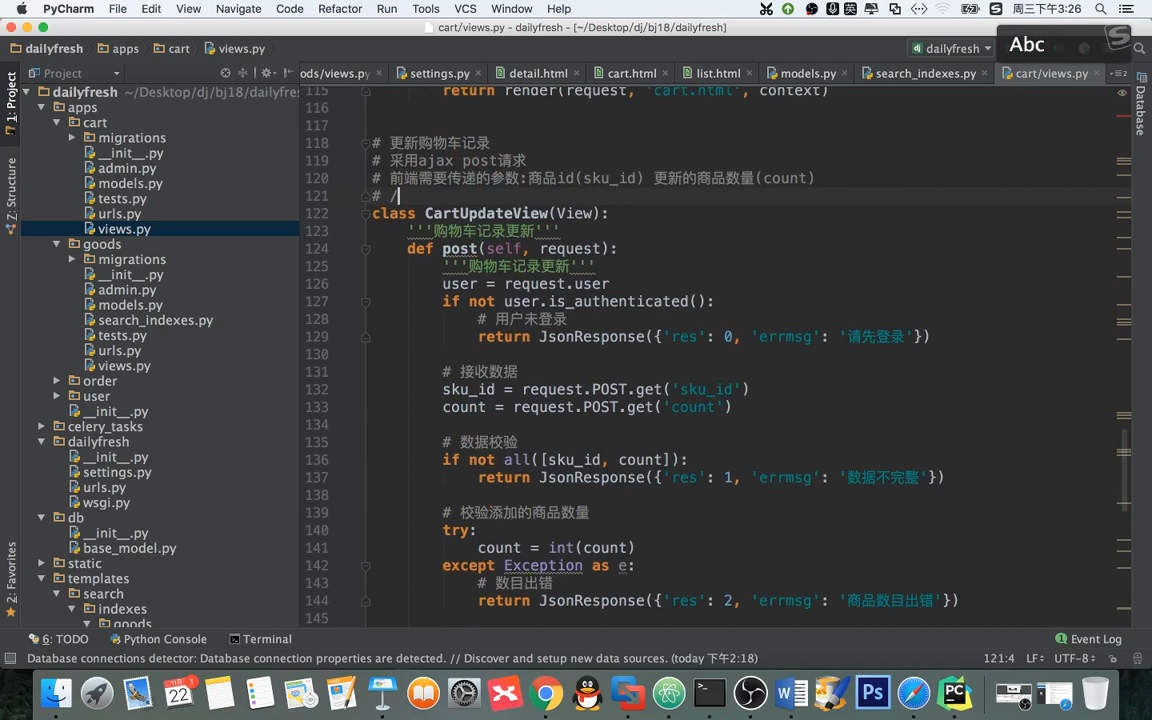 PyCharm File Edit View Navigate Code Refactor Run Tools VCS Window Help 英 周三下午3:26
cart/views.py - dailyfresh - [~/Desktop/dj/bj18/dailyfresh]
dailyfresh apps cart views.py dailyfresh Abc
Project ods/views.py settings.py detail.html cart.html list.html models.py search_indexes.py cart/views.py
1: Project
Z: Structure
2: Favorites
Database
dailyfresh ~/Desktop/dj/bj18/dailyfre
apps
cart
migrations
__init__.py
admin.py
models.py
tests.py
urls.py
views.py
goods
migrations
__init__.py
admin.py
models.py
search_indexes.py
tests.py
urls.py
views.py
order
user
__init__.py
celery_tasks
dailyfresh
__init__.py
settings.py
urls.py
wsgi.py
db
__init__.py
base_model.py
static
templates
search
indexes
goods
115 return render(request, 'cart.html', context)
116
117
118 # 更新购物车记录
119 # 采用ajax post请求
120 # 前端需要传递的参数:商品id(sku_id) 更新的商品数量(count)
121 # /
122 class CartUpdateView(View):
123 '''购物车记录更新'''
124 def post(self, request):
125 '''购物车记录更新'''
126 user = request.user
127 if not user.is_authenticated():
128 # 用户未登录
129 return JsonResponse({'res': 0, 'errmsg': '请先登录'})
130
131 # 接收数据
132 sku_id = request.POST.get('sku_id')
133 count = request.POST.get('count')
134
135 # 数据校验
136 if not all([sku_id, count]):
137 return JsonResponse({'res': 1, 'errmsg': '数据不完整'})
138
139 # 校验添加的商品数量
140 try:
141 count = int(count)
142 except Exception as e:
143 # 数目出错
144 return JsonResponse({'res': 2, 'errmsg': '商品数目出错'})
145
6: TODO Python Console Terminal 1 Event Log
Database connections detector: Database connection properties are detected. // Discover and setup new data sources. (today 下午2:18) 121:4 LF UTF-8
22 Ps PC